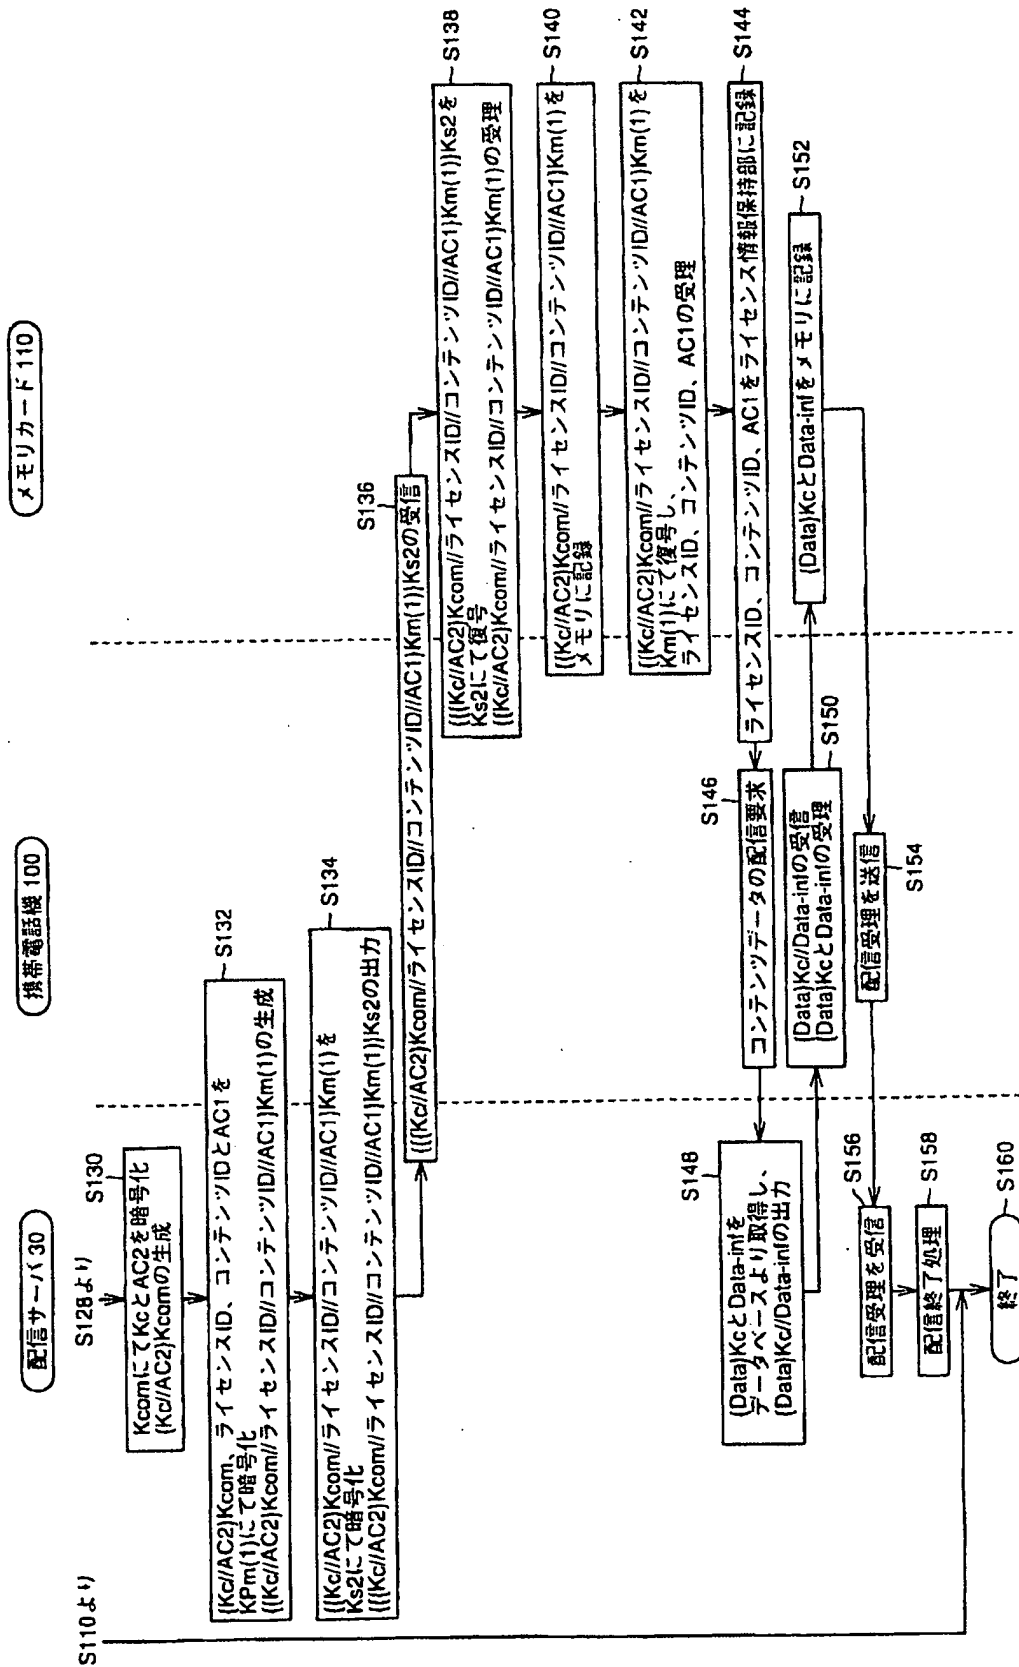 配信サーバ 30
携帯電話機 100
メモリカード 110
S110より
S128より
S130
KcomにてKcとAC2を暗号化
{Kc//AC2}Kcomの生成
S132
{Kc//AC2}Kcom、ライセンスID、コンテンツIDとAC1を
KPm(1)にて暗号化
{{Kc//AC2}Kcom//ライセンスID//コンテンツID//AC1}Km(1)の生成
S134
{{Kc//AC2}Kcom//ライセンスID//コンテンツID//AC1}Km(1)を
Ks2にて暗号化
{{{Kc//AC2}Kcom//ライセンスID//コンテンツID//AC1}Km(1)}Ks2の出力
S136
{{{Kc//AC2}Kcom//ライセンスID//コンテンツID//AC1}Km(1)}Ks2の受信
S138
{{{Kc//AC2}Kcom//ライセンスID//コンテンツID//AC1}Km(1)}Ks2を
Ks2にて復号
{{Kc//AC2}Kcom//ライセンスID//コンテンツID//AC1}Km(1)の受理
S140
{{Kc//AC2}Kcom//ライセンスID//コンテンツID//AC1}Km(1)を
メモリに記録
S142
{{Kc//AC2}Kcom//ライセンスID//コンテンツID//AC1}Km(1)を
Km(1)にて復号し、
ライセンスID、コンテンツID、AC1の受理
S144
ライセンスID、コンテンツID、AC1をライセンス情報保持部に記録
S146
コンテンツデータの配信要求
S148
{Data}KcとData-infを
データベースより取得し、
{Data}Kc//Data-infの出力
S150
{Data}Kc//Data-infの受信
{Data}KcとData-infの受理
S152
{Data}KcとData-infをメモリに記録
S154
配信受理を送信
S156
配信受理を受信
S158
配信終了処理
S160
終了